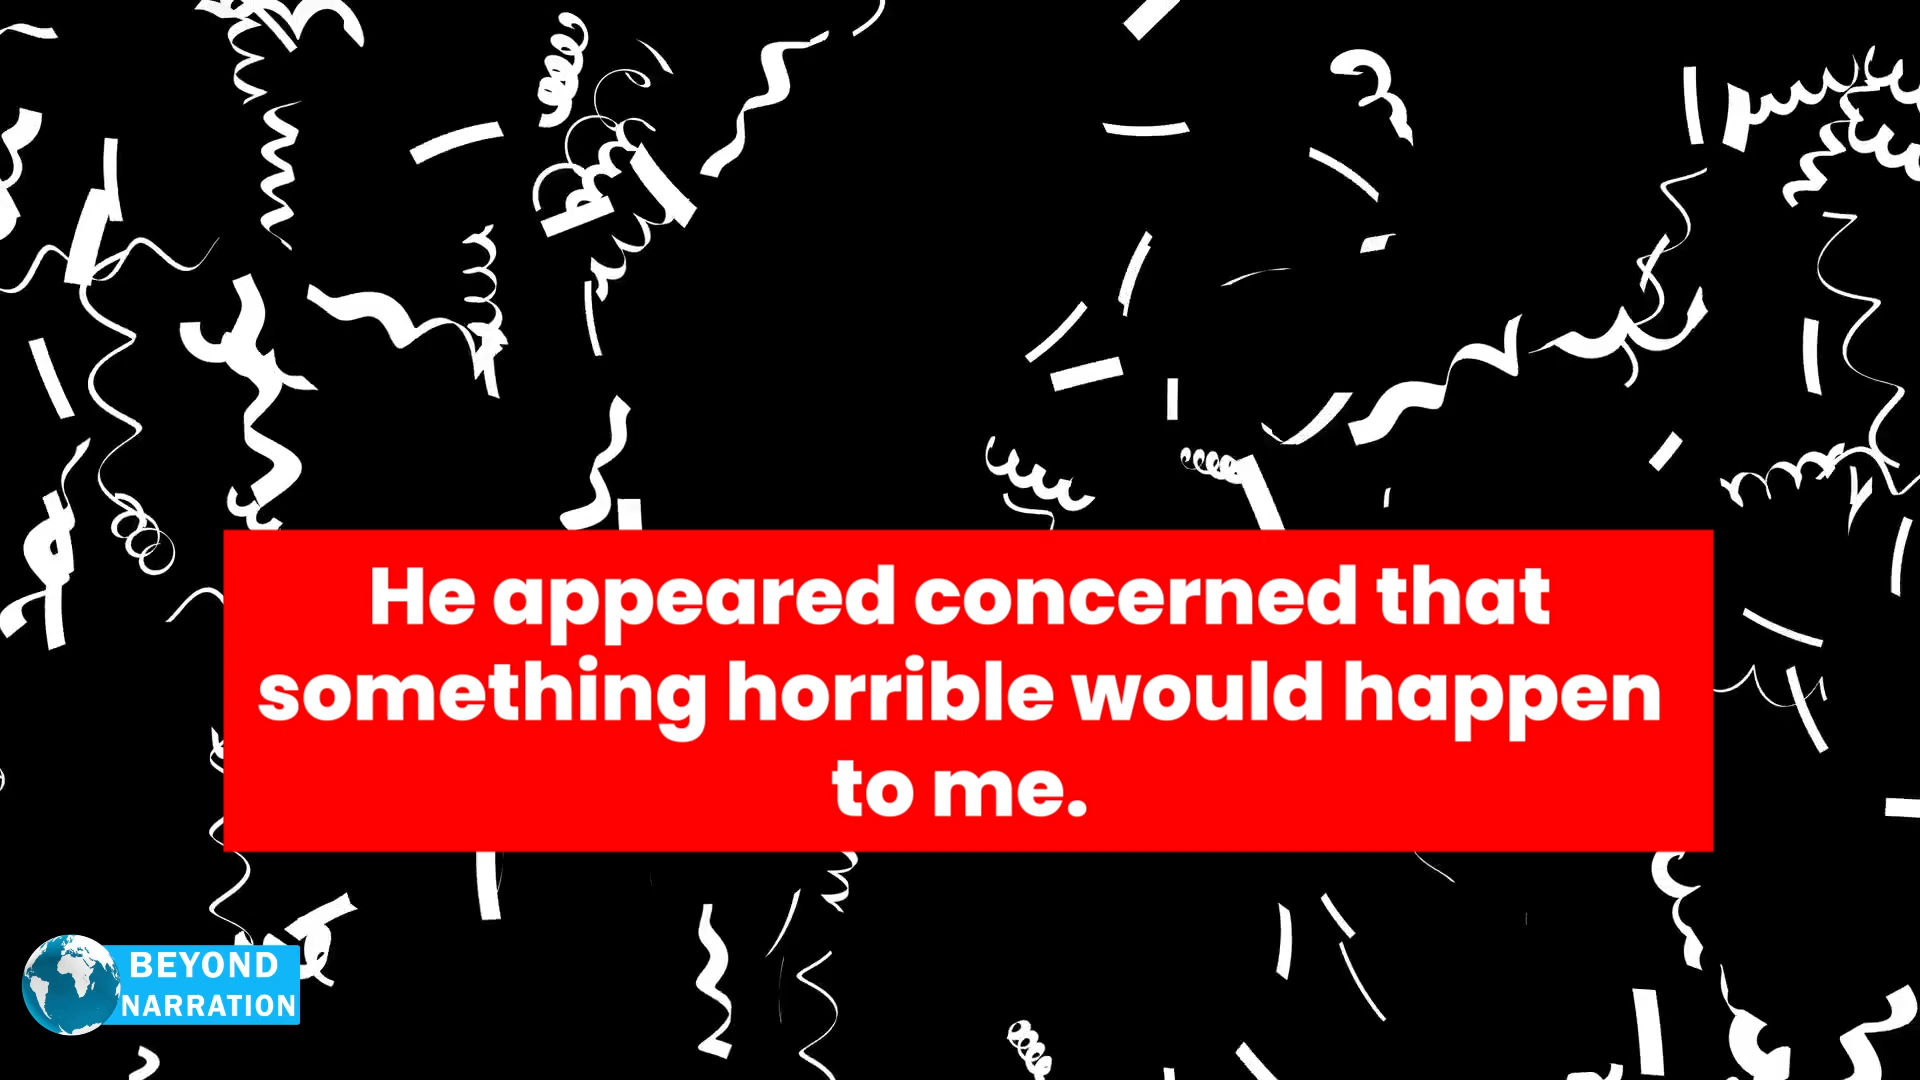 He appeared concerned that
something horrible would happen
to me.
BEYOND
NARRATION